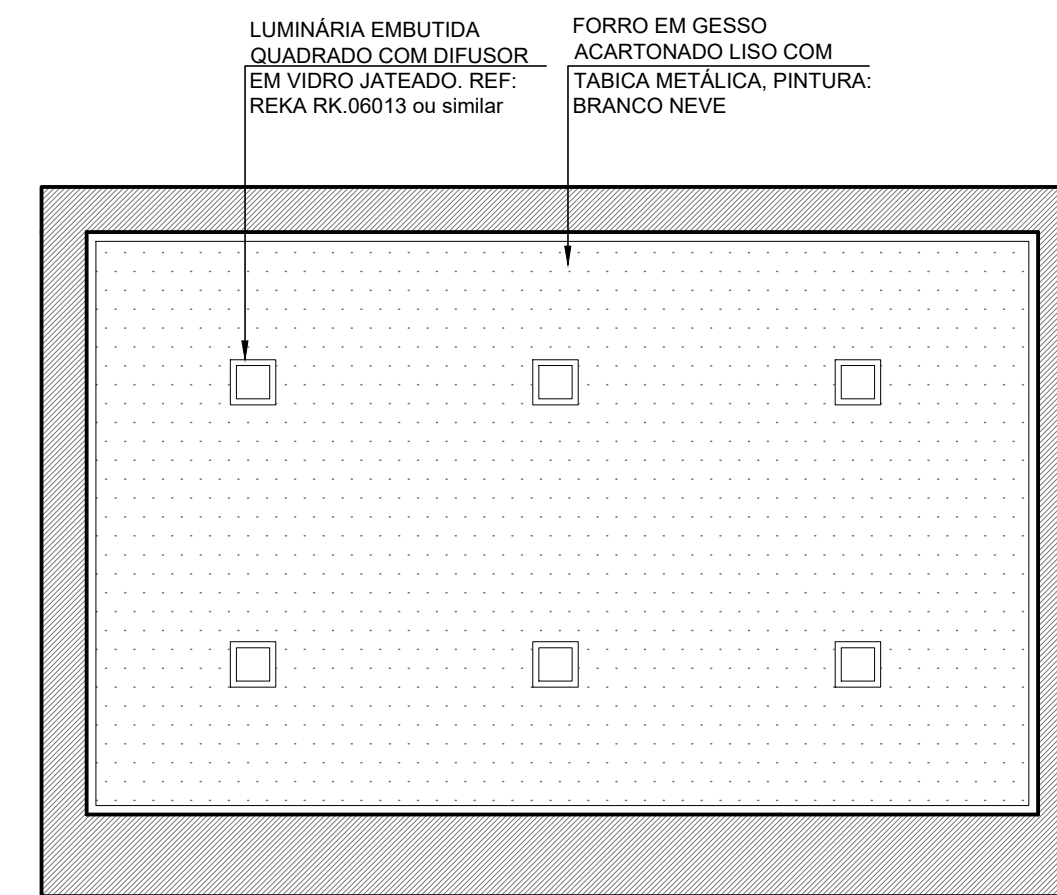 LUMINÁRIA EMBUTIDA
QUADRADO COM DIFUSOR
EM VIDRO JATEADO. REF:
REKA RK.06013 ou similar
FORRO EM GESSO
ACARTONADO LISO COM
TABICA METÁLICA, PINTURA:
BRANCO NEVE